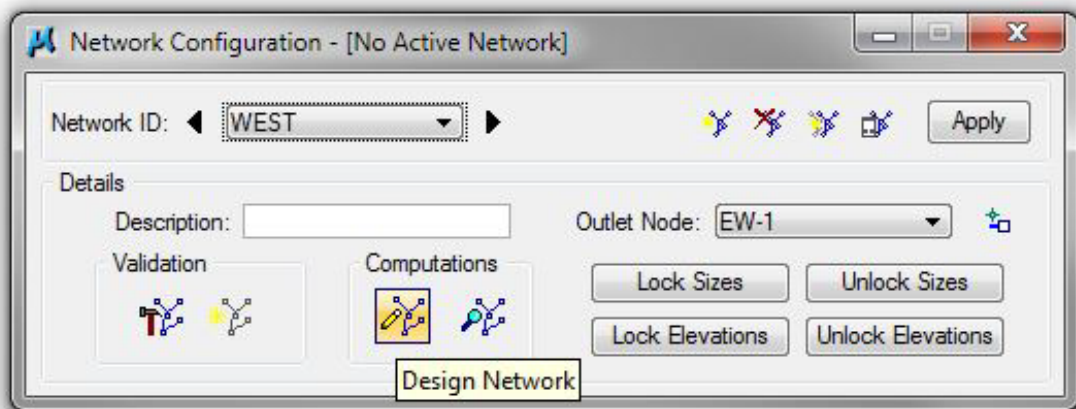 Network Configuration - [No Active Network]
Network ID: WEST Apply
Details
Description: Outlet Node: EW-1
Validation Computations
Lock Sizes Unlock Sizes
Lock Elevations Unlock Elevations
Design Network